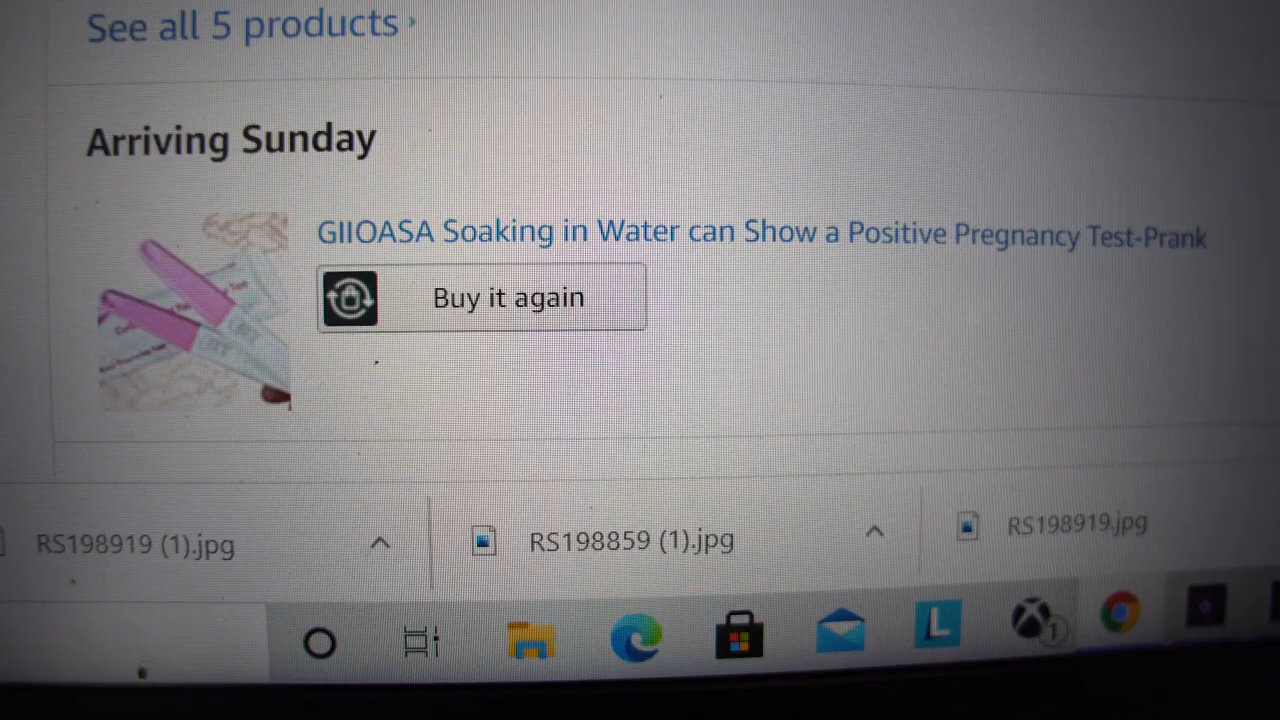 See all 5 products ›
Arriving Sunday
GIIOASA Soaking in Water can Show a Positive Pregnancy Test-Prank
Buy it again
RS198919 (1).jpg
RS198859 (1).jpg
RS198919.jpg
L
1